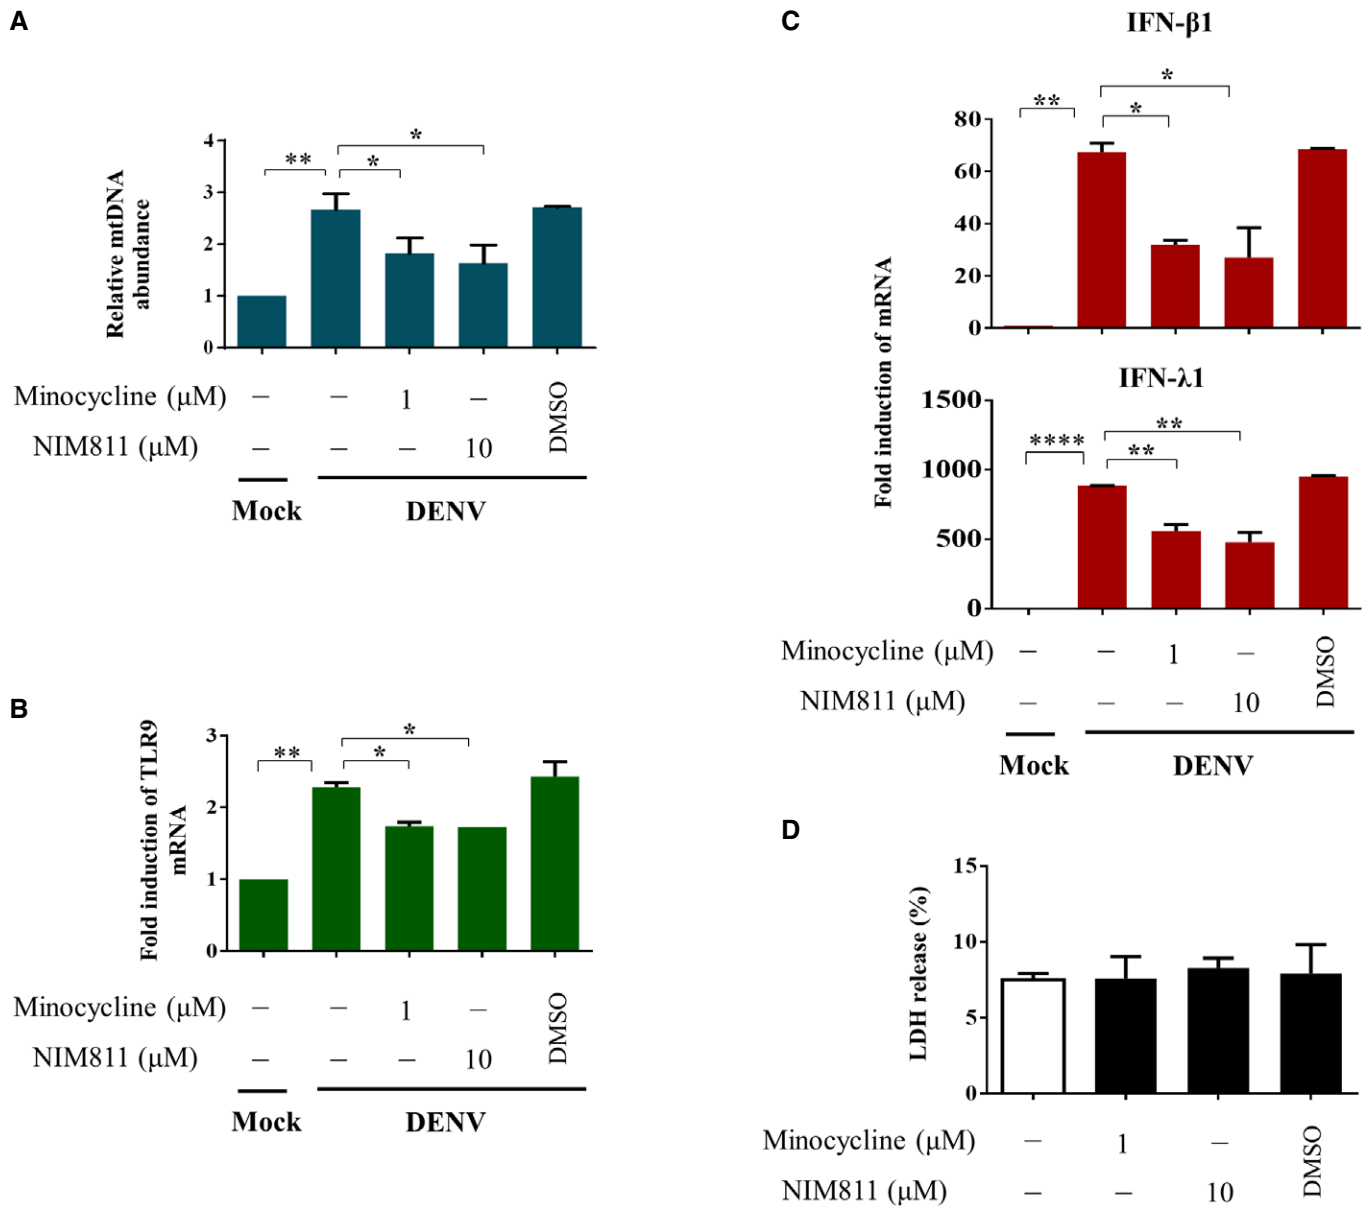 A
4
3
2
1
0
Relative mtDNA
abundance
**
*
*
Minocycline (μM) – – 1 – DMSO
NIM811 (μM) – – – 10
Mock DENV
B
3
2
1
0
Fold induction of TLR9
mRNA
**
*
*
Minocycline (μM) – – 1 – DMSO
NIM811 (μM) – – – 10
Mock DENV
C
IFN-β1
80
60
40
20
0
**
*
*
Fold induction of mRNA
IFN-λ1
1500
1000
500
0
****
**
**
Minocycline (μM) – – 1 – DMSO
NIM811 (μM) – – – 10
Mock DENV
D
15
10
5
0
LDH release (%)
Minocycline (μM) – 1 – DMSO
NIM811 (μM) – – 10